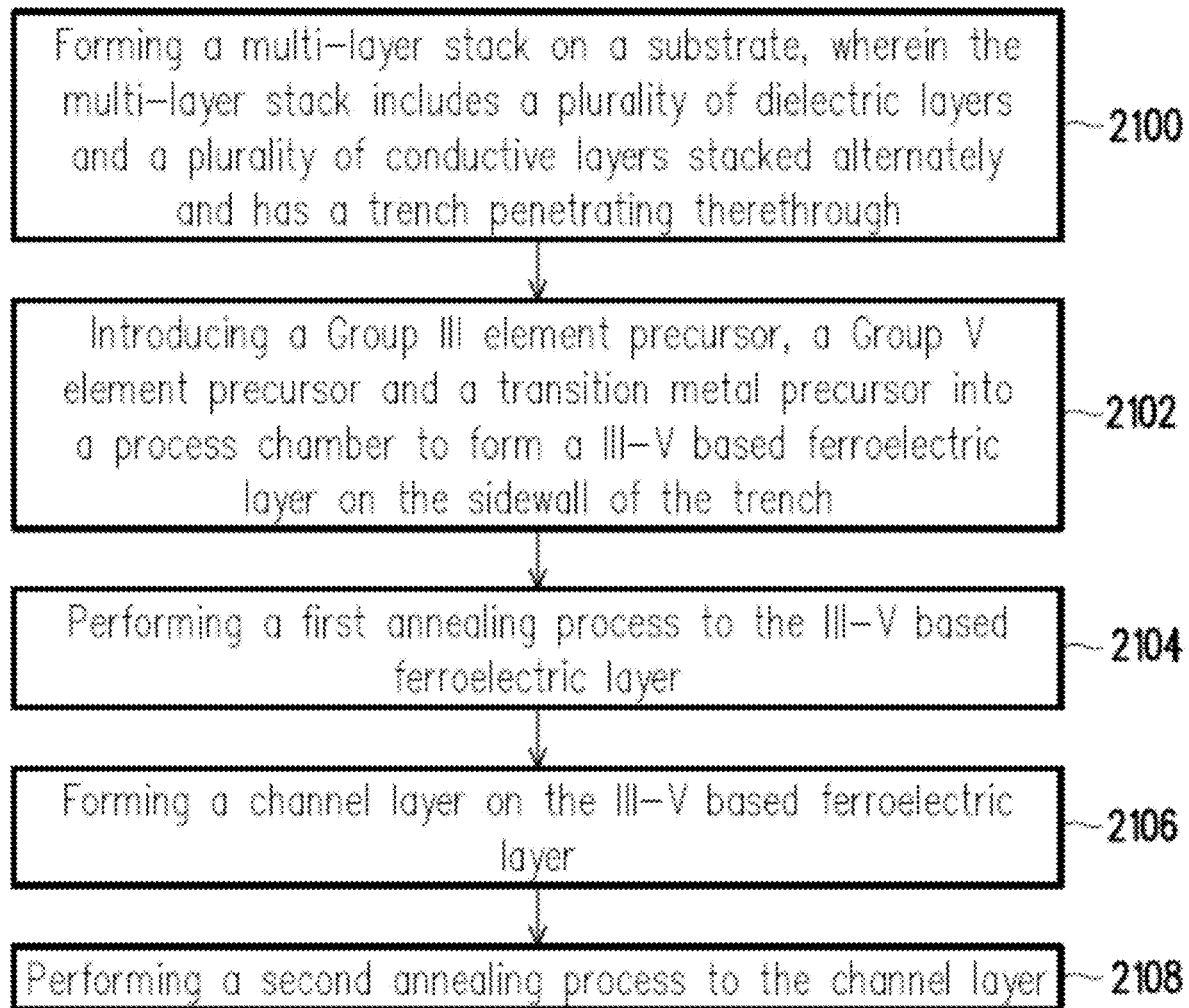 Forming a multi-layer stack on a substrate, wherein the
multi-layer stack includes a plurality of dielectric layers
and a plurality of conductive layers stacked alternately
and has a trench penetrating therethrough
2100
Introducing a Group III element precursor, a Group V
element precursor and a transition metal precursor into
a process chamber to form a III-V based ferroelectric
layer on the sidewall of the trench
2102
Performing a first annealing process to the III-V based
ferroelectric layer
2104
Forming a channel layer on the III-V based ferroelectric
layer
2106
Performing a second annealing process to the channel layer
2108